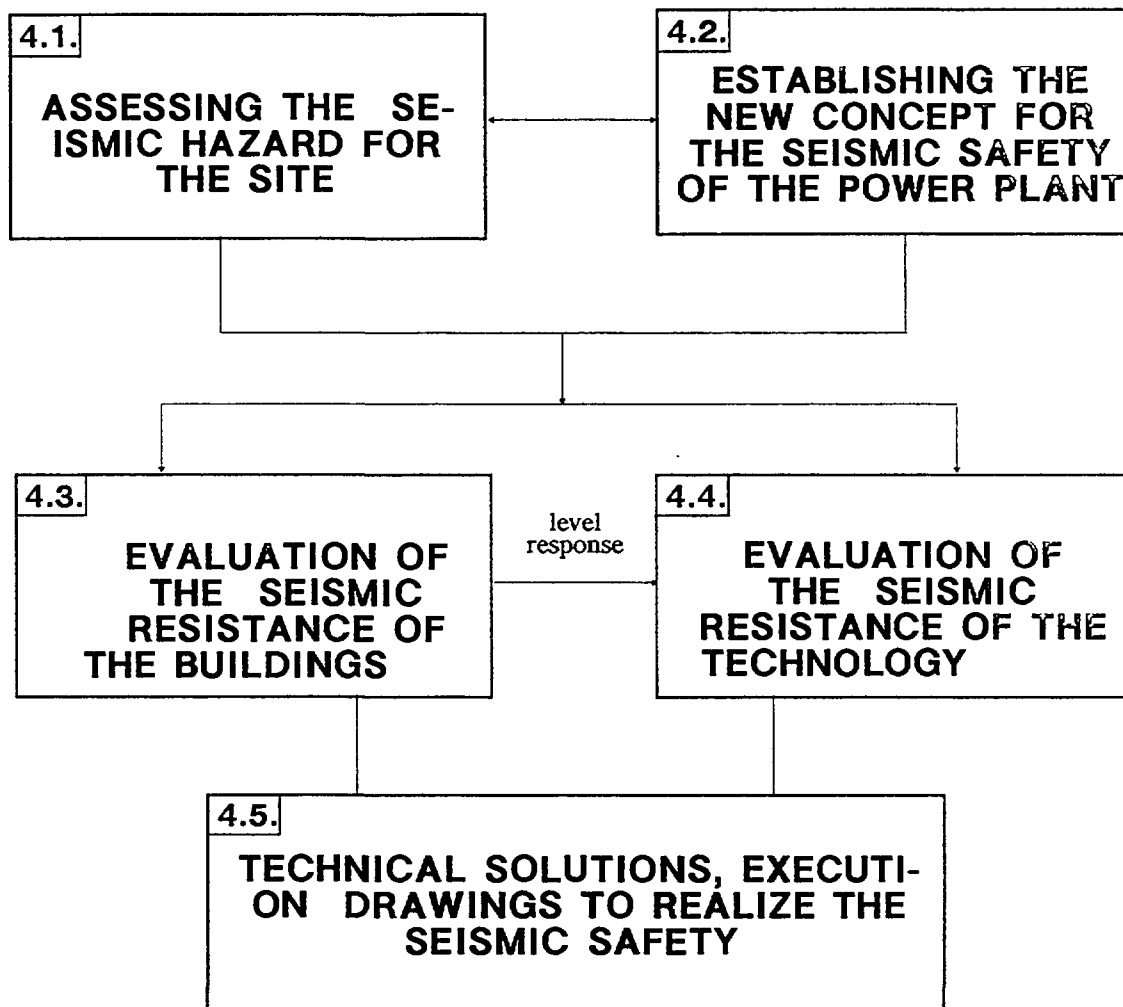 4.1.
ASSESSING THE SE-
ISMIC HAZARD FOR
THE SITE
4.2.
ESTABLISHING THE
NEW CONCEPT FOR
THE SEISMIC SAFETY
OF THE POWER PLANT
4.3.
EVALUATION OF
THE SEISMIC
RESISTANCE OF
THE BUILDINGS
level
response
4.4.
EVALUATION OF
THE SEISMIC
RESISTANCE OF THE
TECHNOLOGY
4.5.
TECHNICAL SOLUTIONS, EXECUTI-
ON DRAWINGS TO REALIZE THE
SEISMIC SAFETY